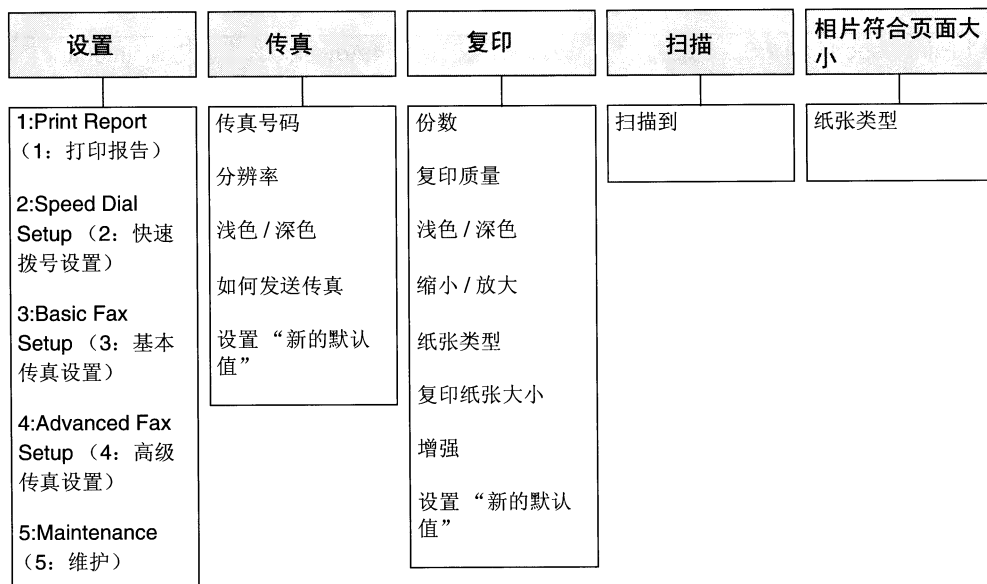 设置
1:Print Report
（1：打印报告）
2:Speed Dial
Setup （2：快速
拨号设置）
3:Basic Fax
Setup （3：基本
传真设置）
4:Advanced Fax
Setup （4：高级
传真设置）
5:Maintenance
（5：维护）
传真
传真号码
分辨率
浅色 / 深色
如何发送传真
设置 “新的默认
值”
复印
份数
复印质量
浅色 / 深色
缩小 / 放大
纸张类型
复印纸张大小
增强
设置 “新的默认
值”
扫描
扫描到
相片符合页面大
小
纸张类型